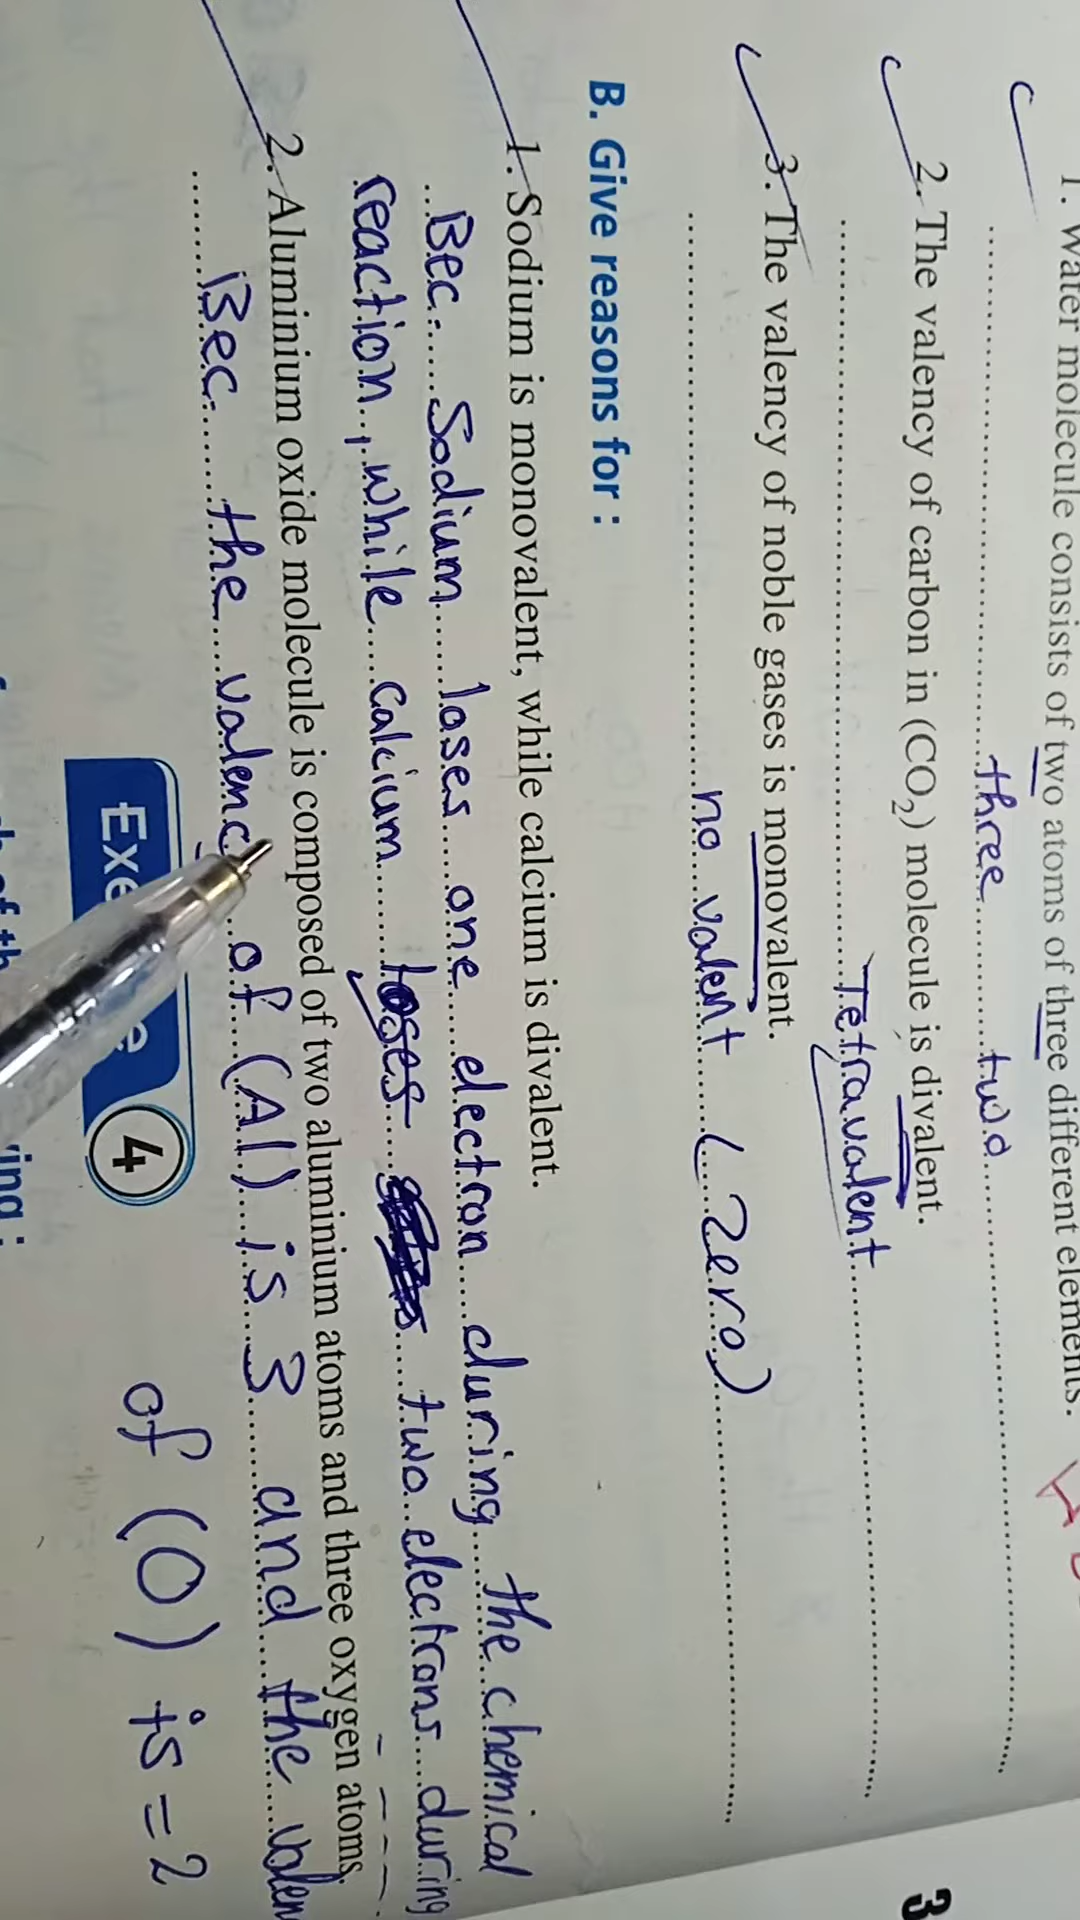 1. Water molecule consists of two atoms of three different elements.
three two
2. The valency of carbon in (CO₂) molecule is divalent.
Tetravalent
3. The valency of noble gases is monovalent.
no valent (Zero)
B. Give reasons for :
1. Sodium is monovalent, while calcium is divalent.
Bec. Sodium loses one electron during the chemical
reaction, while calcium loses two electrons during
2. Aluminium oxide molecule is composed of two aluminium atoms and three oxygen atoms.
Bec. the valenc of (Al) is 3 and the valen
of (O) is = 2
4
3